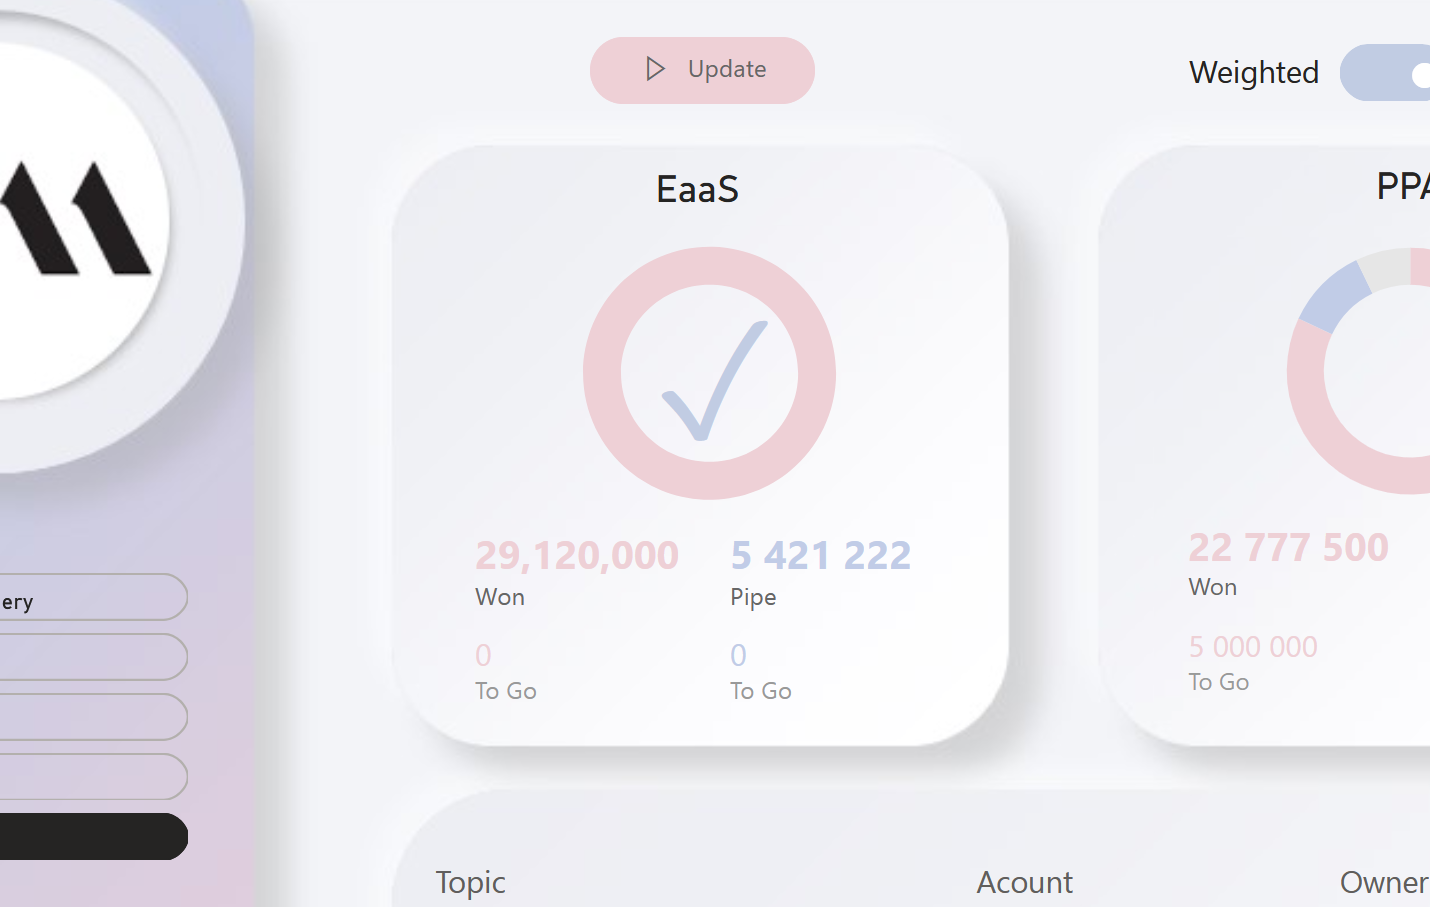 Update
Weighted
EaaS
PPA
29,120,000
5 421 222
Won
Pipe
0
0
To Go
To Go
22 777 500
Won
5 000 000
To Go
ery
Topic
Acount
Owner